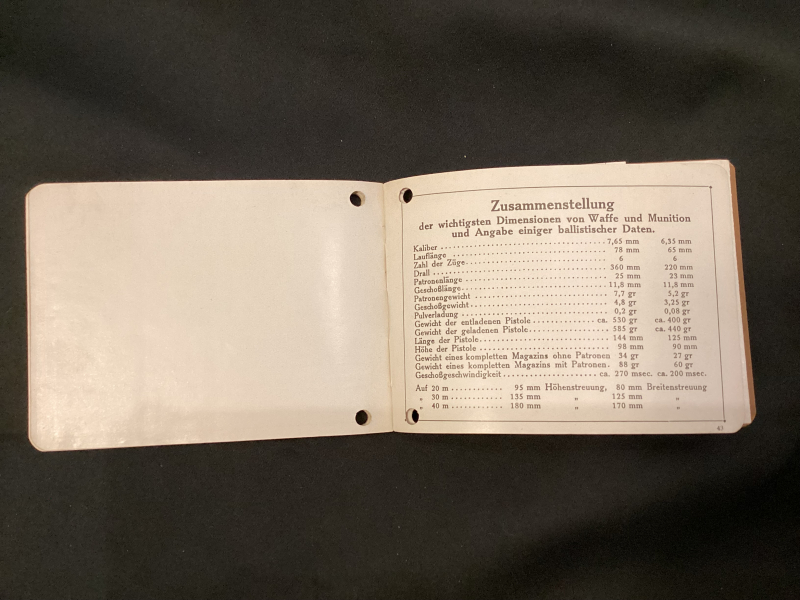 Zusammenstellung
der wichtigsten Dimensionen von Waffe und Munition
und Angabe einiger ballistischer Daten.
Kaliber 7,65 mm 6,35 mm
Lauflänge 78 mm 65 mm
Zahl der Züge 6 6
Drall 360 mm 220 mm
Patronenlänge 25 mm 23 mm
Geschoßlänge 11,8 mm 11,8 mm
Patronengewicht 7,7 gr 5,2 gr
Geschoßgewicht 4,8 gr 3,25 gr
Pulverladung 0,2 gr 0,08 gr
Gewicht der entladenen Pistole ca. 530 gr ca. 400 gr
Gewicht der geladenen Pistole 585 gr ca. 440 gr
Länge der Pistole 144 mm 125 mm
Höhe der Pistole 98 mm 90 mm
Gewicht eines kompletten Magazins ohne Patronen 54 gr 27 gr
Gewicht eines kompletten Magazins mit Patronen. 88 gr 60 gr
Geschoßgeschwindigkeit ca. 270 msec. ca. 200 msec.
Auf 20 m 95 mm Höhenstreuung, 80 mm Breitenstreuung
„ 30 m 135 mm „ 125 mm „
„ 40 m 180 mm „ 170 mm „